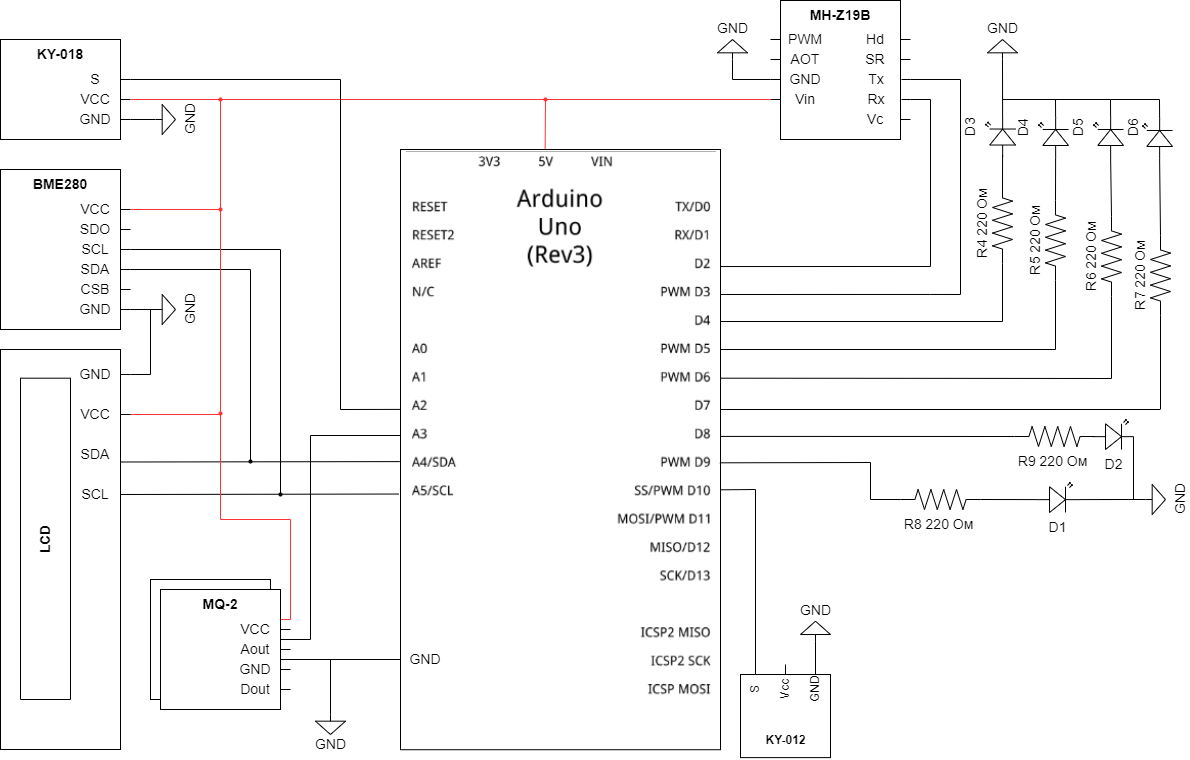 KY-018
S
VCC
GND
GND
BME280
VCC
SDO
SCL
SDA
CSB
GND
GND
GND
VCC
SDA
SCL
LCD
MQ-2
VCC
Aout
GND
Dout
GND
3V3 5V VIN
Arduino
Uno
(Rev3)
RESET
RESET2
AREF
N/C
A0
A1
A2
A3
A4/SDA
A5/SCL
GND
TX/D0
RX/D1
D2
PWM D3
D4
PWM D5
PWM D6
D7
D8
PWM D9
SS/PWM D10
MOSI/PWM D11
MISO/D12
SCK/D13
ICSP2 MISO
ICSP2 SCK
ICSP MOSI
GND
MH-Z19B
PWM Hd
AOT SR
GND Tx
Vin Rx
Vc
GND
D3
D4
D5
D6
R4 220 Ом
R5 220 Ом
R6 220 Ом
R7 220 Ом
R9 220 Ом
D2
R8 220 Ом
D1
GND
GND
S
Vcc
GND
KY-012